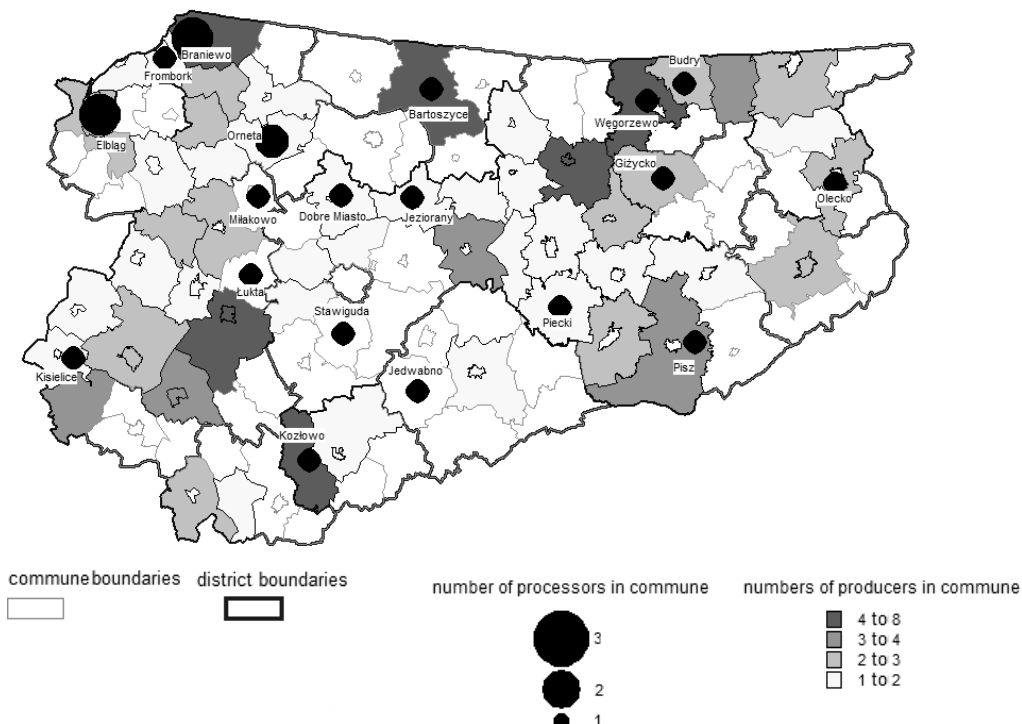 Braniewo
Frombork
Budry
Bartoszyce
Węgorzewo
Elbląg
Orneta
Giżycko
Olecko
Miłakowo
Dobre Miasto
Jeziorany
Łukta
Stawiguda
Piecki
Kisielice
Jedwabno
Pisz
Kozłowo
commune boundaries
district boundaries
number of processors in commune
3
2
1
numbers of producers in commune
4 to 8
3 to 4
2 to 3
1 to 2